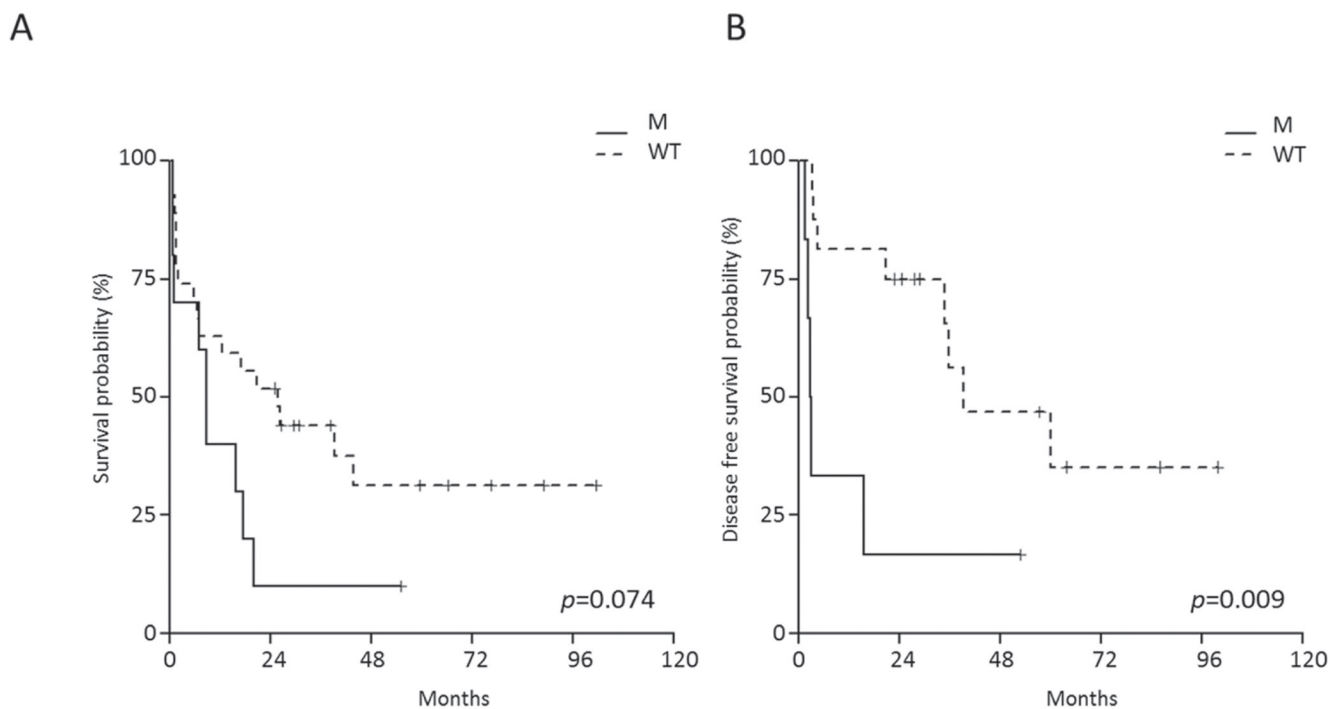 A
M
WT
100
75
50
25
0
Survival probability (%)
p=0.074
0 24 48 72 96 120
Months
B
M
WT
100
75
50
25
0
Disease free survival probability (%)
p=0.009
0 24 48 72 96 120
Months